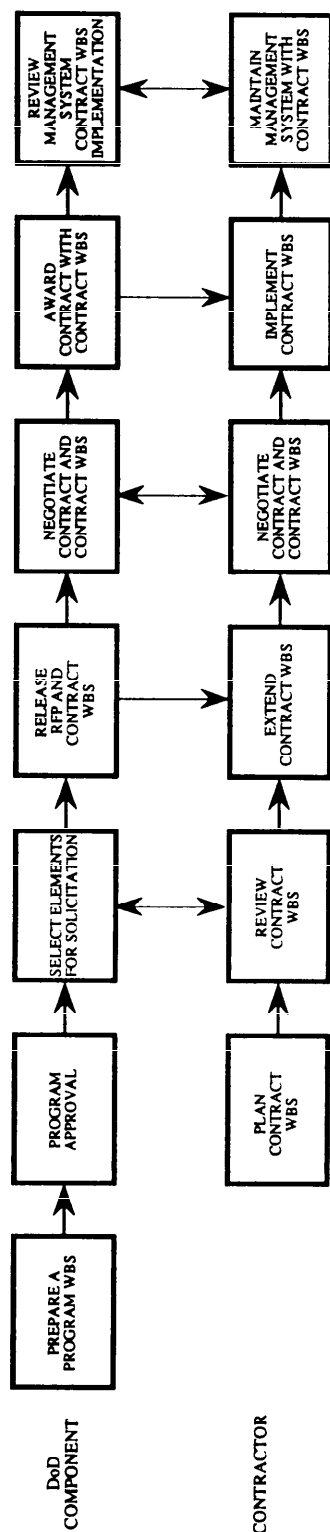 DoD
COMPONENT
PREPARE A
PROGRAM WBS
PROGRAM
APPROVAL
SELECT ELEMENTS
FOR SOLICITATION
RELEASE
RFP AND
CONTRACT
WBS
NEGOTIATE
CONTRACT AND
CONTRACT WBS
AWARD
CONTRACT WITH
CONTRACT WBS
REVIEW
MANAGEMENT
SYSTEM
CONTRACT WBS
IMPLEMENTATION
CONTRACTOR
PLAN
CONTRACT
WBS
REVIEW
CONTRACT
WBS
EXTEND
CONTRACT WBS
NEGOTIATE
CONTRACT AND
CONTRACT WBS
IMPLEMENT
CONTRACT WBS
MAINTAIN
MANAGEMENT
SYSTEM WITH
CONTRACT WBS